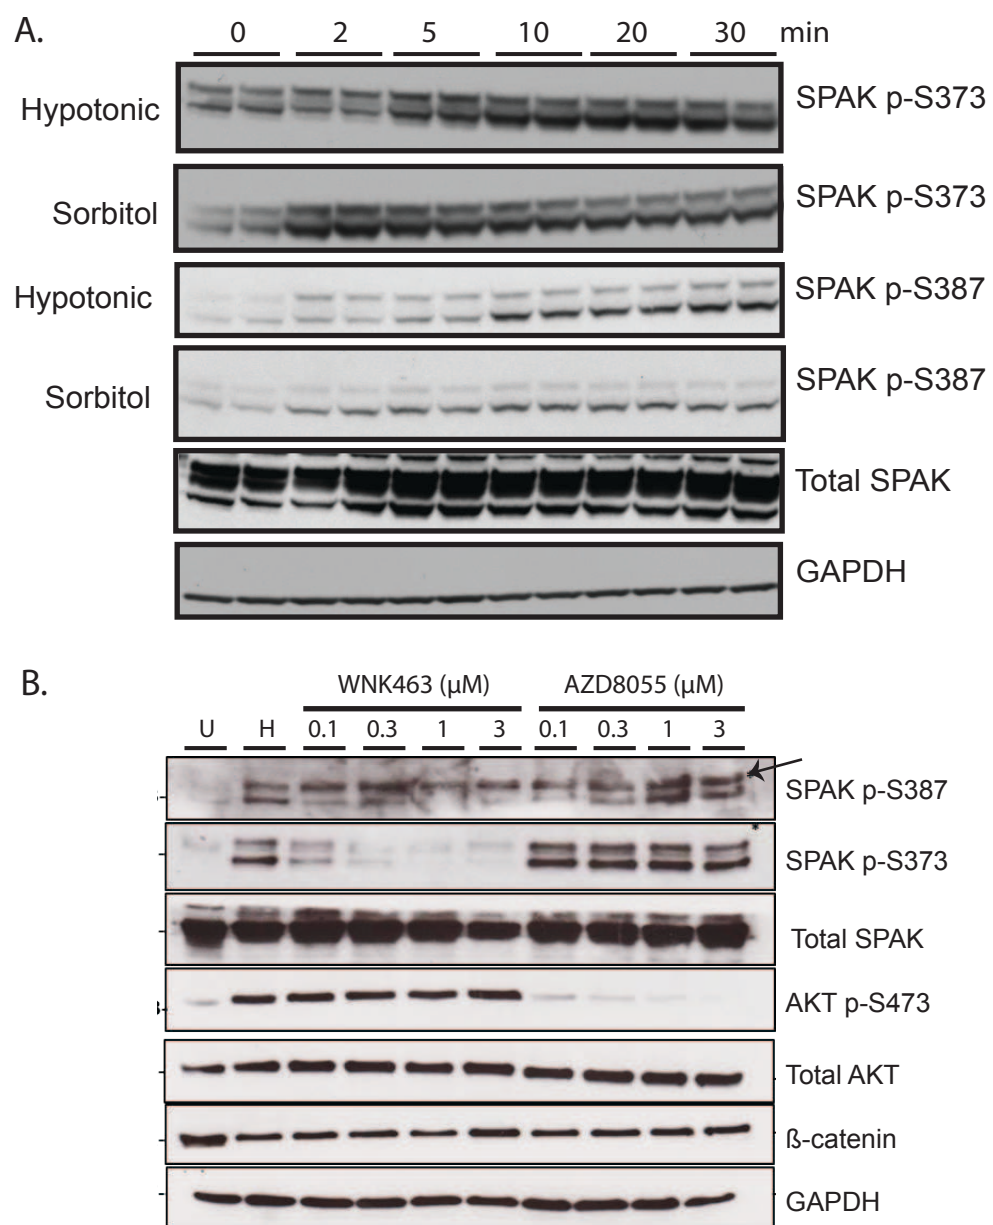 A.
0 2 5 10 20 30 min
Hypotonic SPAK p-S373
Sorbitol SPAK p-S373
Hypotonic SPAK p-S387
Sorbitol SPAK p-S387
Total SPAK
GAPDH
B.
WNK463 (µM) AZD8055 (µM)
U H 0.1 0.3 1 3 0.1 0.3 1 3
SPAK p-S387
*
SPAK p-S373
Total SPAK
AKT p-S473
Total AKT
ß-catenin
GAPDH